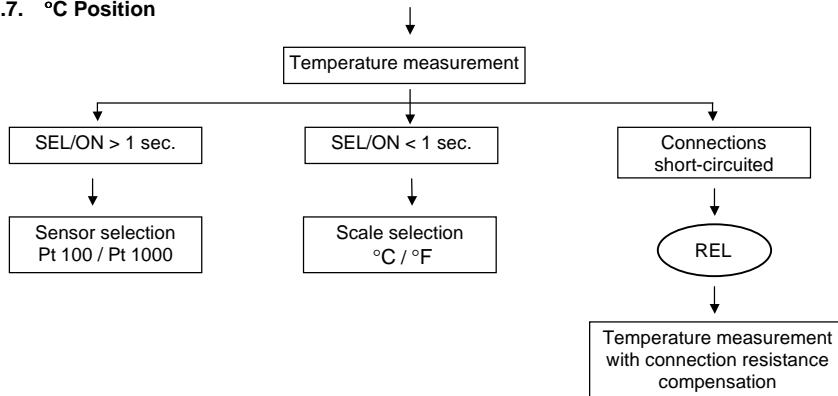 .7. °C Position
Temperature measurement
SEL/ON > 1 sec.
SEL/ON < 1 sec.
Connections
short-circuited
Sensor selection
Pt 100 / Pt 1000
Scale selection
°C / °F
REL
Temperature measurement
with connection resistance
compensation